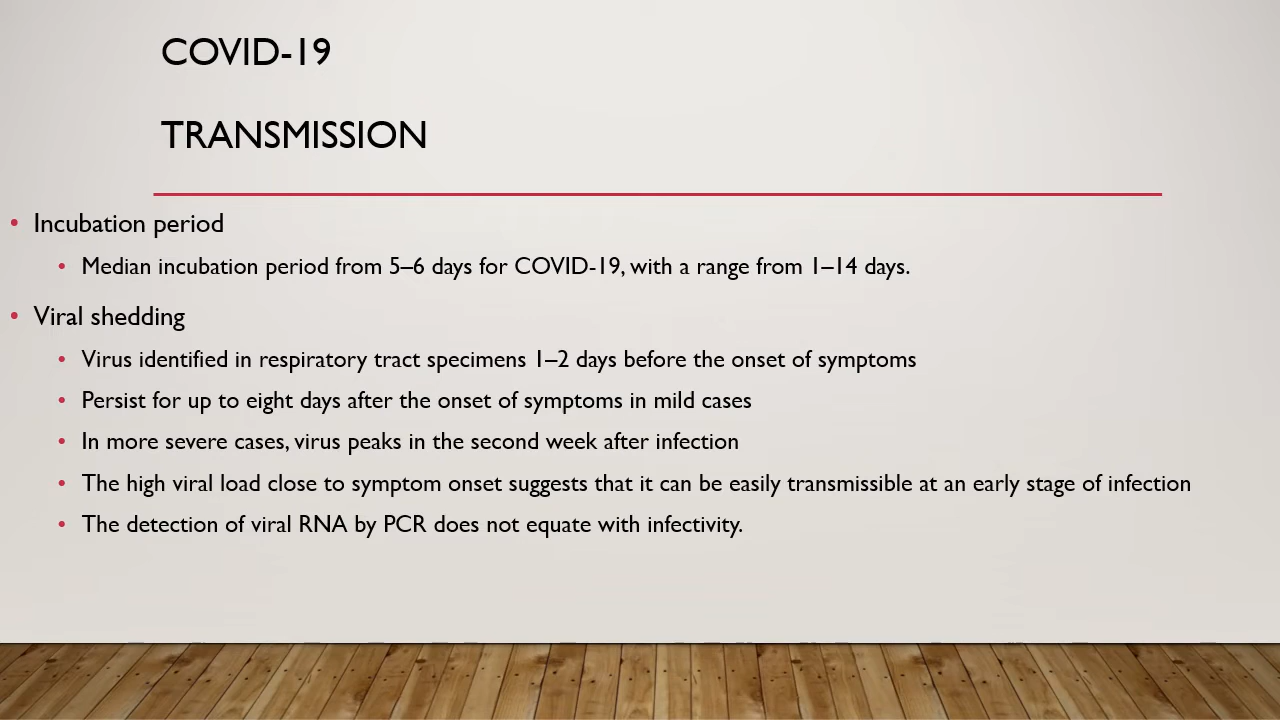 COVID-19
TRANSMISSION
• Incubation period
• Median incubation period from 5–6 days for COVID-19, with a range from 1–14 days.
• Viral shedding
• Virus identified in respiratory tract specimens 1–2 days before the onset of symptoms
• Persist for up to eight days after the onset of symptoms in mild cases
• In more severe cases, virus peaks in the second week after infection
• The high viral load close to symptom onset suggests that it can be easily transmissible at an early stage of infection
• The detection of viral RNA by PCR does not equate with infectivity.